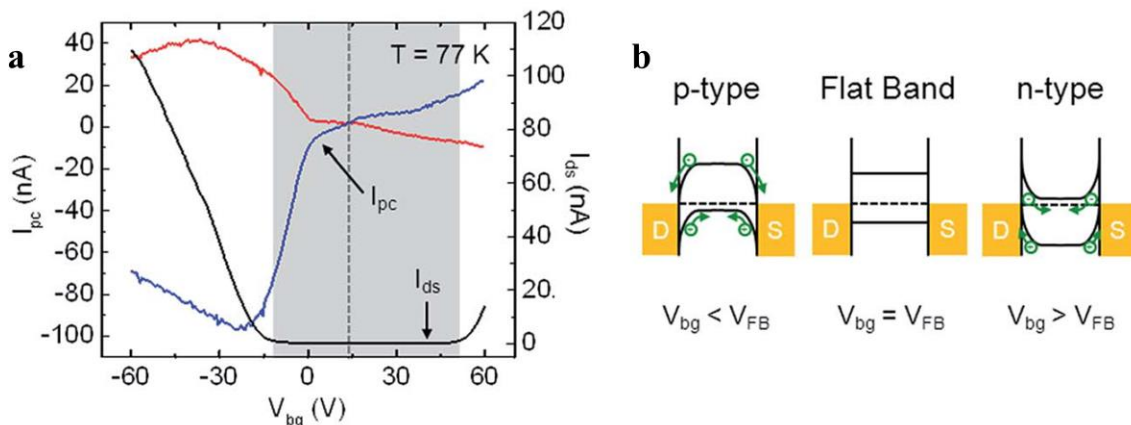 a
T = 77 K
40
20
0
-20
-40
-60
-80
-100
I_pc (nA)
120
100
80
60.
40
20.
0
I_ds (nA)
I_pc
I_ds
-60
-30
0
30
60
V_bg (V)
b
p-type
Flat Band
n-type
D
S
D
S
D
S
V_bg < V_FB
V_bg = V_FB
V_bg > V_FB